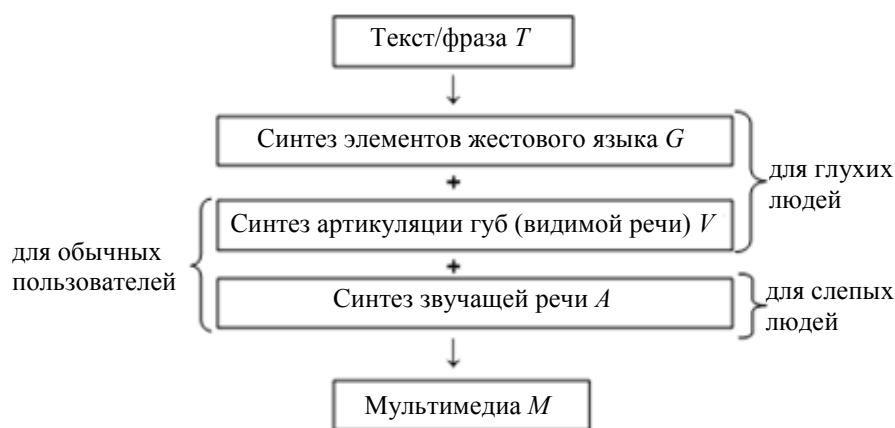 Текст/фраза T
↓
Синтез элементов жестового языка G
+
для глухих
людей
Синтез артикуляции губ (видимой речи) V
для обычных
пользователей
+
Синтез звучащей речи A
для слепых
людей
↓
Мультимедиа M